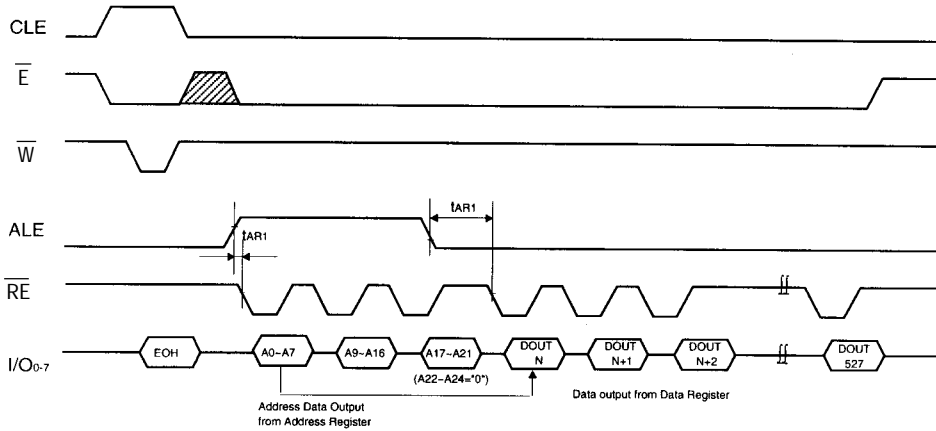 CLE
E
W
ALE
tAR1
tAR1
RE
I/O0-7
EOH
A0~A7
A9~A16
A17~A21
DOUT
N
DOUT
N+1
DOUT
N+2
DOUT
527
(A22~A24="0")
Address Data Output
from Address Register
Data output from Data Register